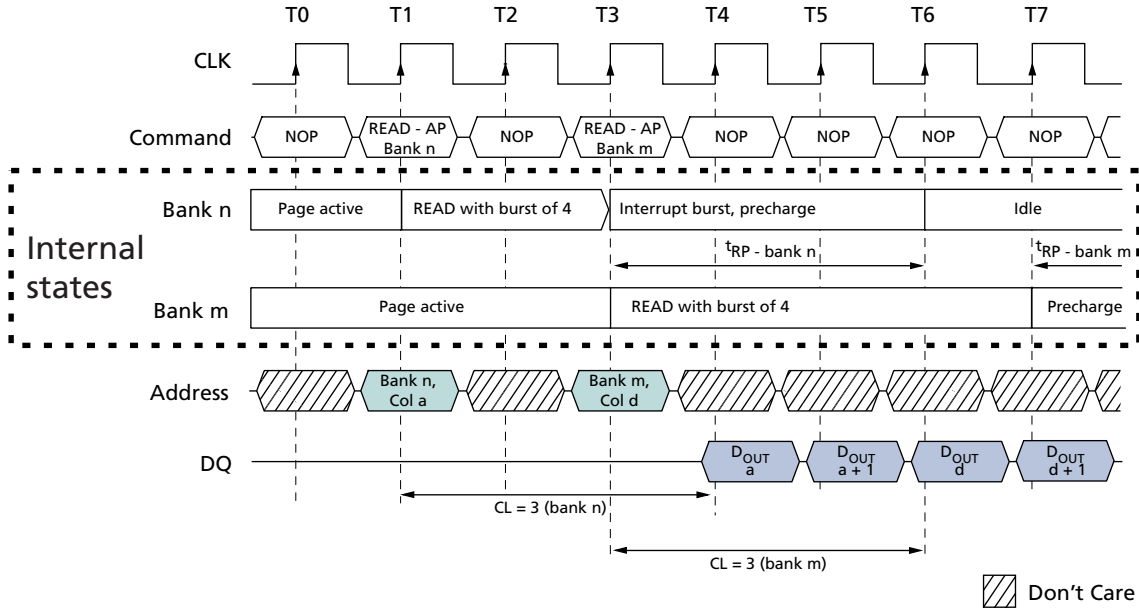 T0 T1 T2 T3 T4 T5 T6 T7
CLK
Command NOP READ - AP Bank n NOP READ - AP Bank m NOP NOP NOP NOP
Internal states
Bank n Page active READ with burst of 4 Interrupt burst, precharge Idle
tRP - bank n tRP - bank m
Bank m Page active READ with burst of 4 Precharge
Address Bank n, Col a Bank m, Col d
DQ DOUT a DOUT a + 1 DOUT d DOUT d + 1
CL = 3 (bank n)
CL = 3 (bank m)
Don't Care